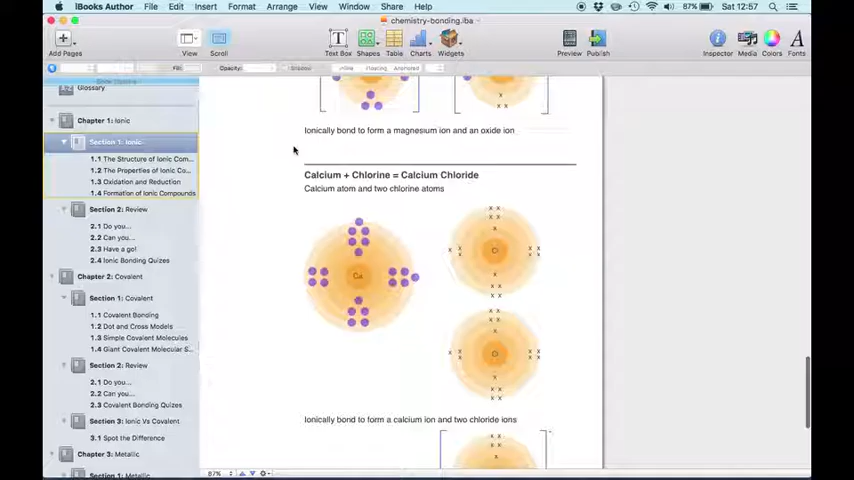 iBooks Author File Edit Insert Format Arrange View Window Share Help 87% Sat 12:57
chemistry-bonding.iba
Add Pages View Scroll Text Box Shapes Table Charts Widgets Preview Publish Inspector Media Colors Fonts
Fill: Opacity: Inline Floating Anchored
Glossary
Chapter 1: Ionic
Section 1: Ionic
1.1 The Structure of Ionic Com...
1.2 The Properties of Ionic Co...
1.3 Oxidation and Reduction
1.4 Formation of Ionic Compounds
Section 2: Review
2.1 Do you...
2.2 Can you...
2.3 Have a go!
2.4 Ionic Bonding Quizes
Chapter 2: Covalent
Section 1: Covalent
1.1 Covalent Bonding
1.2 Dot and Cross Models
1.3 Simple Covalent Molecules
1.4 Giant Covalent Molecular S...
Section 2: Review
2.1 Do you...
2.2 Can you...
2.3 Covalent Bonding Quizes
Section 3: Ionic Vs Covalent
3.1 Spot the Difference
Chapter 3: Metallic
Section 1: Metallic
Ionically bond to form a magnesium ion and an oxide ion
Calcium + Chlorine = Calcium Chloride
Calcium atom and two chlorine atoms
Ca
Cl
Cl
Ionically bond to form a calcium ion and two chloride ions
87%